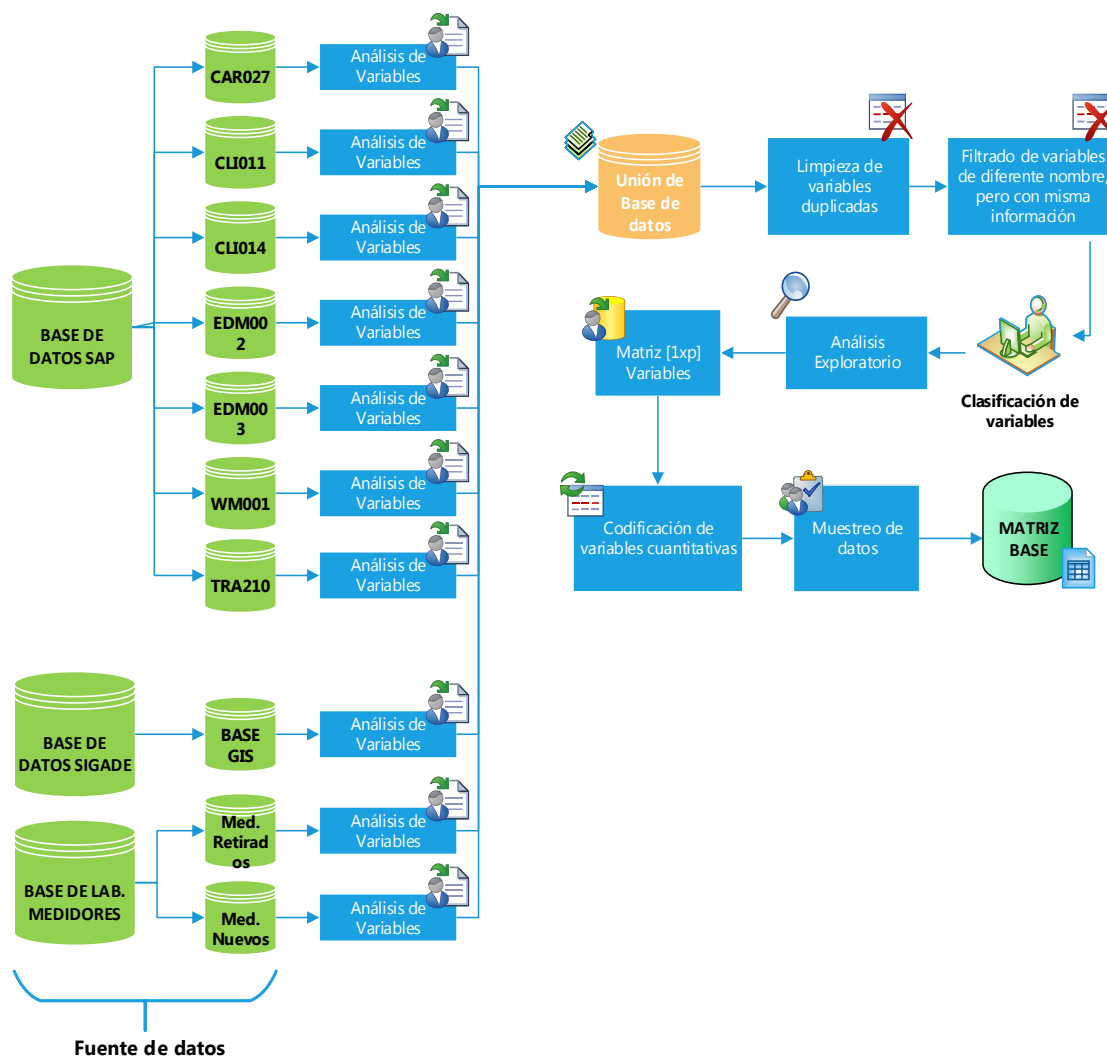 CAR027
Análisis de
Variables
CLI011
Análisis de
Variables
CLI014
Análisis de
Variables
EDM00
2
Análisis de
Variables
EDM00
3
Análisis de
Variables
WM001
Análisis de
Variables
TRA210
Análisis de
Variables
BASE DE
DATOS SAP
BASE DE
DATOS SIGADE
BASE
GIS
Análisis de
Variables
BASE DE LAB.
MEDIDORES
Med.
Retirad
os
Análisis de
Variables
Med.
Nuevos
Análisis de
Variables
Fuente de datos
Unión de
Base de
datos
Limpieza de
variables
duplicadas
Filtrado de variables
de diferente nombre,
pero con misma
información
Clasificación de
variables
Análisis
Exploratorio
Matriz [1xp]
Variables
Codificación de
variables cuantitativas
Muestreo de
datos
MATRIZ
BASE